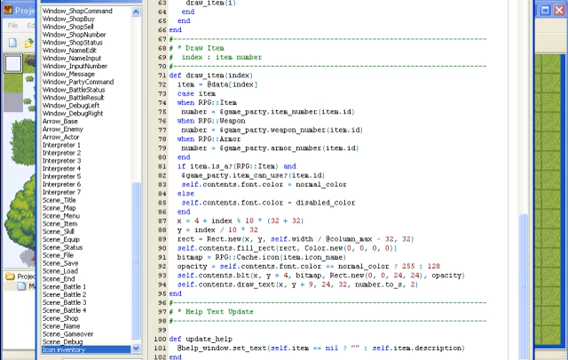 Proje
File
Window_ShopCommand
Window_ShopBuy
Window_ShopSell
Window_ShopNumber
Window_ShopStatus
Window_NameEdit
Window_NameInput
Window_InputNumber
Window_Message
Window_PartyCommand
Window_BattleStatus
Window_BattleResult
Window_DebugLeft
Window_DebugRight
Arrow_Base
Arrow_Enemy
Arrow_Actor
Interpreter 1
Interpreter 2
Interpreter 3
Interpreter 4
Interpreter 5
Interpreter 6
Interpreter 7
Scene_Title
Scene_Map
Scene_Menu
Scene_Item
Scene_Skill
Scene_Equip
Scene_Status
Scene_File
Scene_Save
Scene_Load
Scene_End
Scene_Battle 1
Scene_Battle 2
Scene_Battle 3
Scene_Battle 4
Scene_Shop
Scene_Name
Scene_Gameover
Scene_Debug
Icon inventory
Proje
63 draw_item(i)
64 end
65 end
66 end
67 #--------------------------------------------------------------------------
68 # * Draw Item
69 # index : item number
70 #--------------------------------------------------------------------------
71 def draw_item(index)
72 item = @data[index]
73 case item
74 when RPG::Item
75 number = $game_party.item_number(item.id)
76 when RPG::Weapon
77 number = $game_party.weapon_number(item.id)
78 when RPG::Armor
79 number = $game_party.armor_number(item.id)
80 end
81 if item.is_a?(RPG::Item) and
82 $game_party.item_can_use?(item.id)
83 self.contents.font.color = normal_color
84 else
85 self.contents.font.color = disabled_color
86 end
87 x = 4 + index % 10 * (32 + 32)
88 y = index / 10 * 32
89 rect = Rect.new(x, y, self.width / @column_max - 32, 32)
90 self.contents.fill_rect(rect, Color.new(0, 0, 0, 0))
91 bitmap = RPG::Cache.icon(item.icon_name)
92 opacity = self.contents.font.color == normal_color ? 255 : 128
93 self.contents.blt(x, y + 4, bitmap, Rect.new(0, 0, 24, 24), opacity)
94 self.contents.draw_text(x, y + 9, 24, 32, number.to_s, 2)
95 end
96 #--------------------------------------------------------------------------
97 # * Help Text Update
98 #--------------------------------------------------------------------------
99
100 def update_help
101 @help_window.set_text(self.item == nil ? "" : self.item.description)
102 end